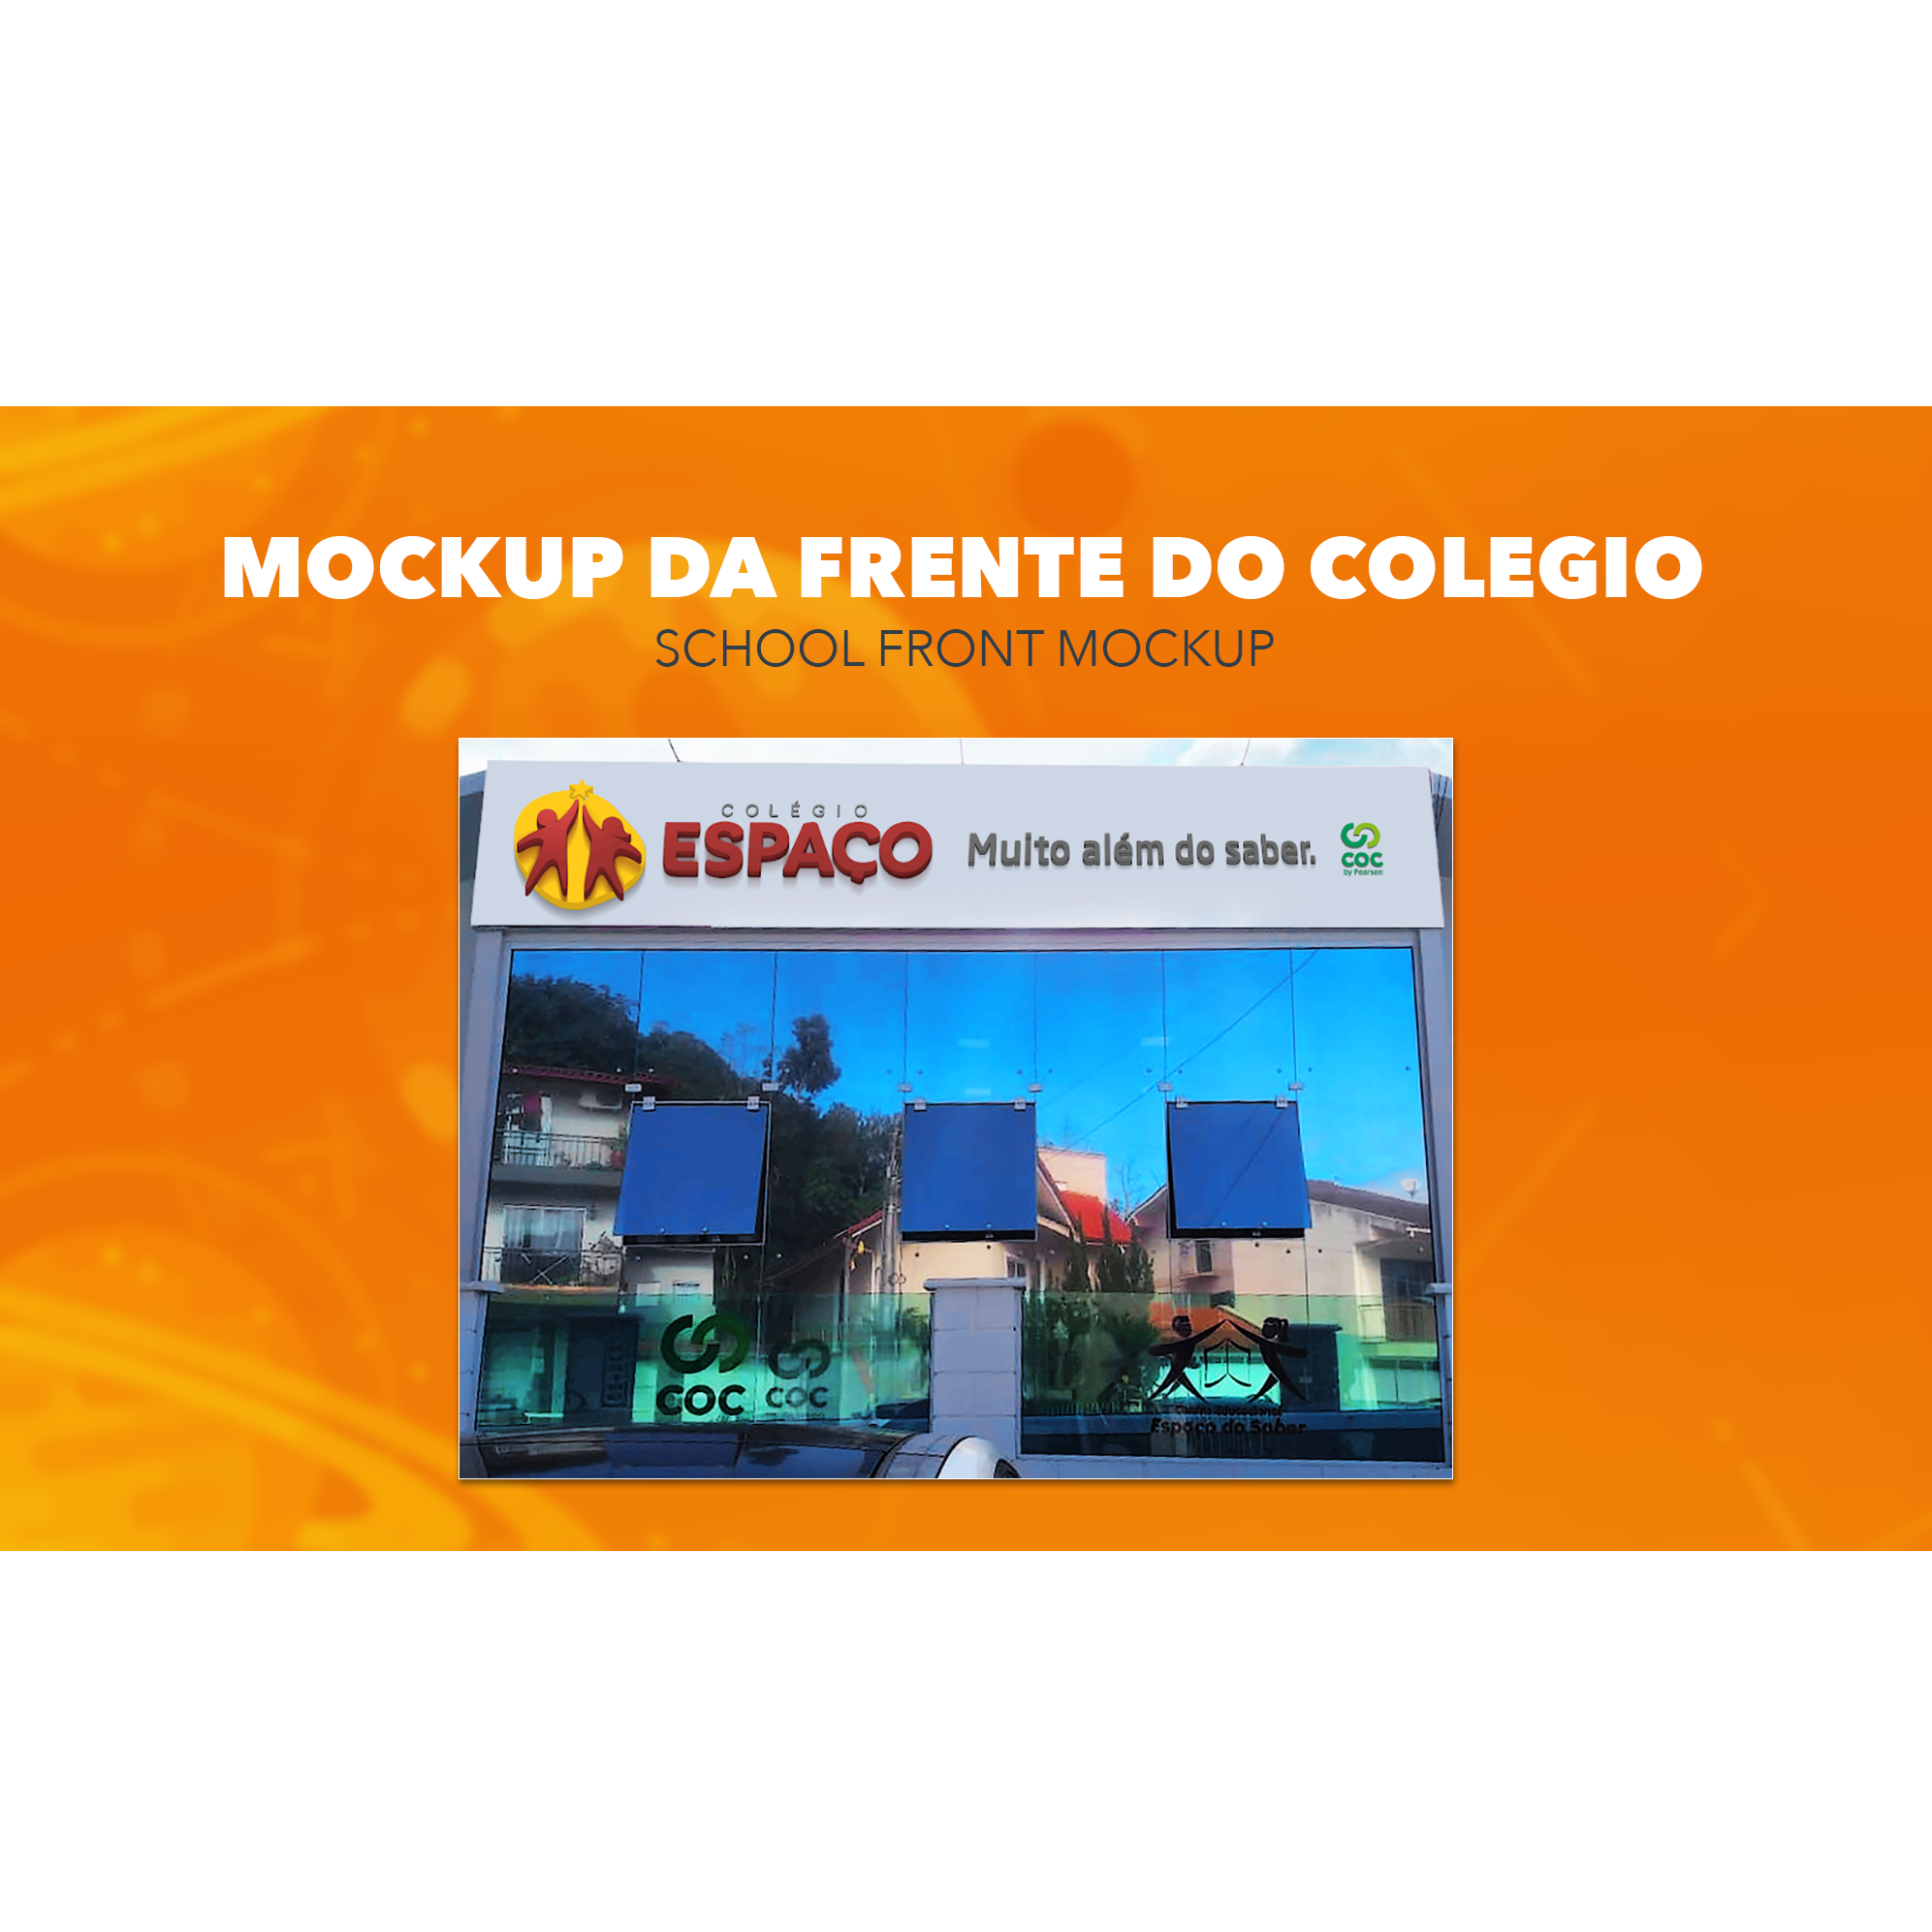 MOCKUP DA FRENTE DO COLEGIO
SCHOOL FRONT MOCKUP
COLÉGIO
ESPAÇO
Muito além do saber.
COC
by Pearson
COC
COC
Espaço do Saber